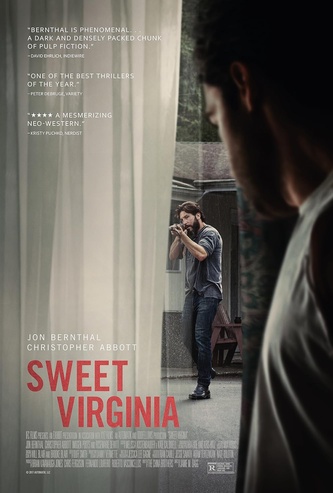 "BERNTHAL IS PHENOMENAL...
A DARK AND DENSELY PACKED CHUNK
OF PULP FICTION."
– DAVID EHRLICH, INDIEWIRE
"ONE OF THE BEST THRILLERS
OF THE YEAR."
– PETER DEBRUGE, VARIETY
"★★★★ A MESMERIZING
NEO-WESTERN."
– KRISTY PUCHKO, NERDIST
JON BERNTHAL
CHRISTOPHER ABBOTT
SWEET
VIRGINIA
R